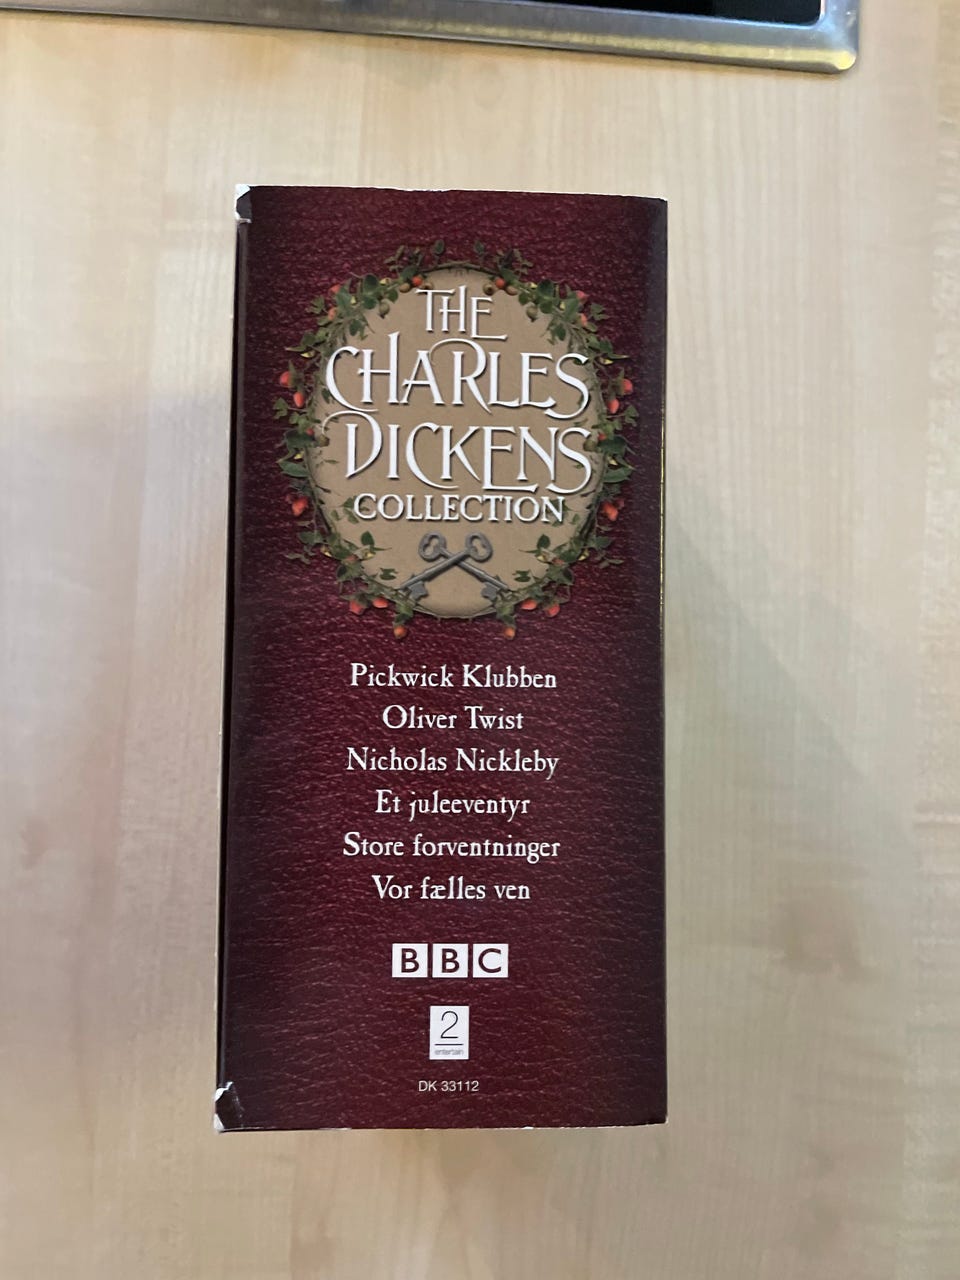 THE
CHARLES
DICKENS
COLLECTION
Pickwick Klubben
Oliver Twist
Nicholas Nickleby
Et juleeventyr
Store forventninger
Vor fælles ven
BBC
2
entertain
DK 33112